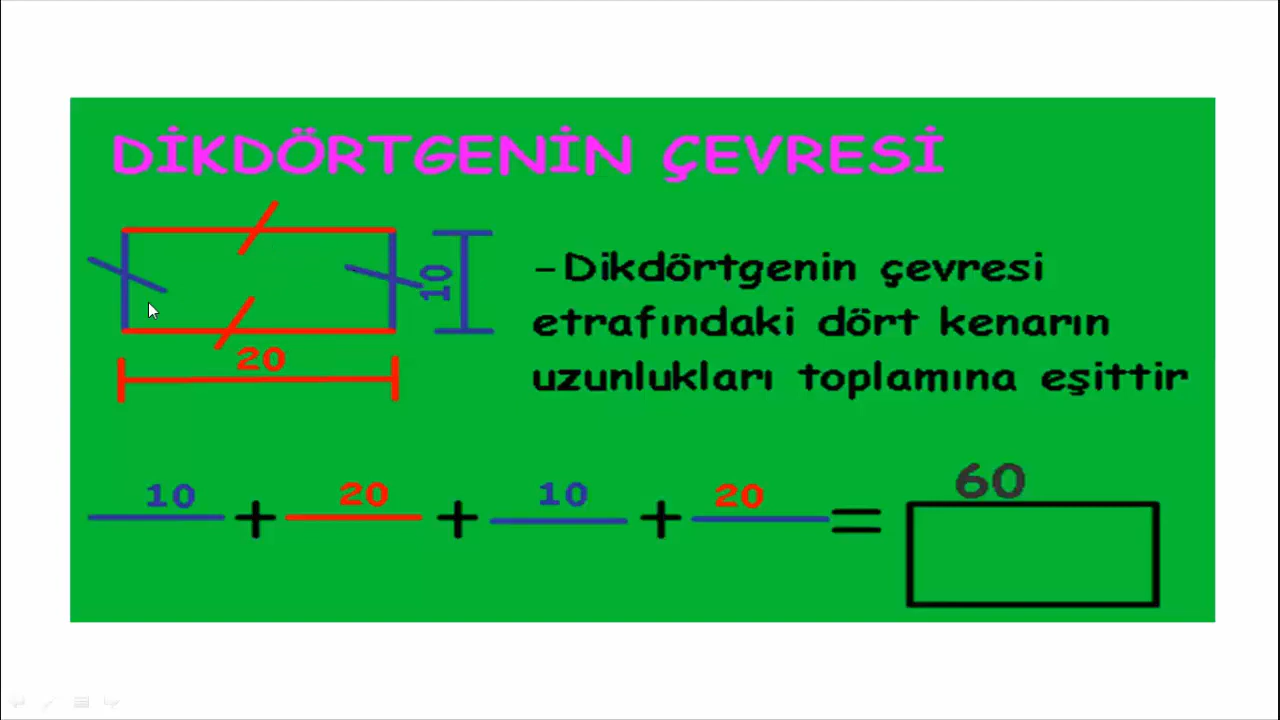 DİKDÖRTGENİN ÇEVRESİ
10
–Dikdörtgenin çevresi
etrafındaki dört kenarın
uzunlukları toplamına eşittir
20
10 + 20 + 10 + 20 = 60